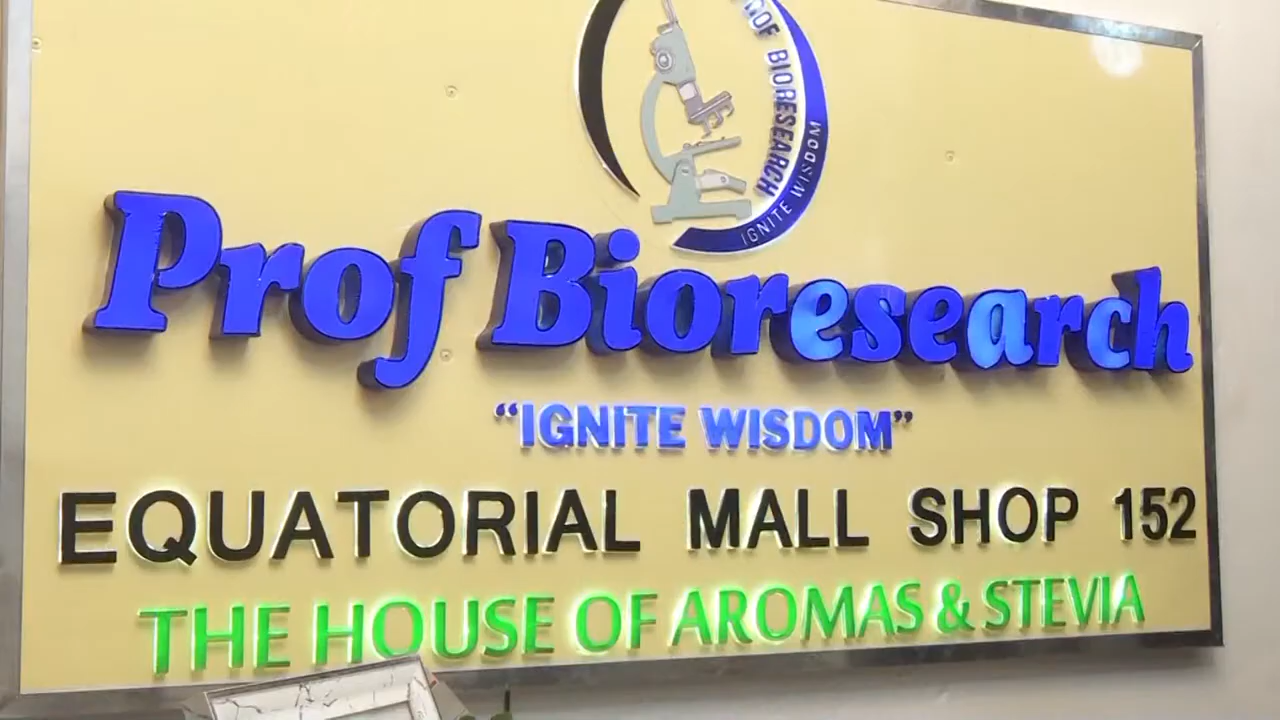 PROF BIORESEARCH
IGNITE WISDOM
Prof Bioresearch
“IGNITE WISDOM”
EQUATORIAL MALL SHOP 152
THE HOUSE OF AROMAS & STEVIA